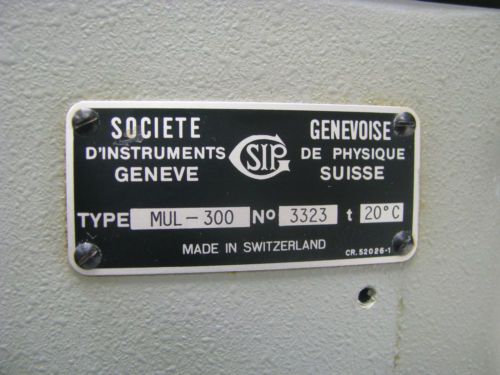 SOCIETE GENEVOISE
D'INSTRUMENTS SIP DE PHYSIQUE
GENEVE SUISSE
TYPE MUL-300 No 3323 t 20°C
MADE IN SWITZERLAND
CR. 52026-1